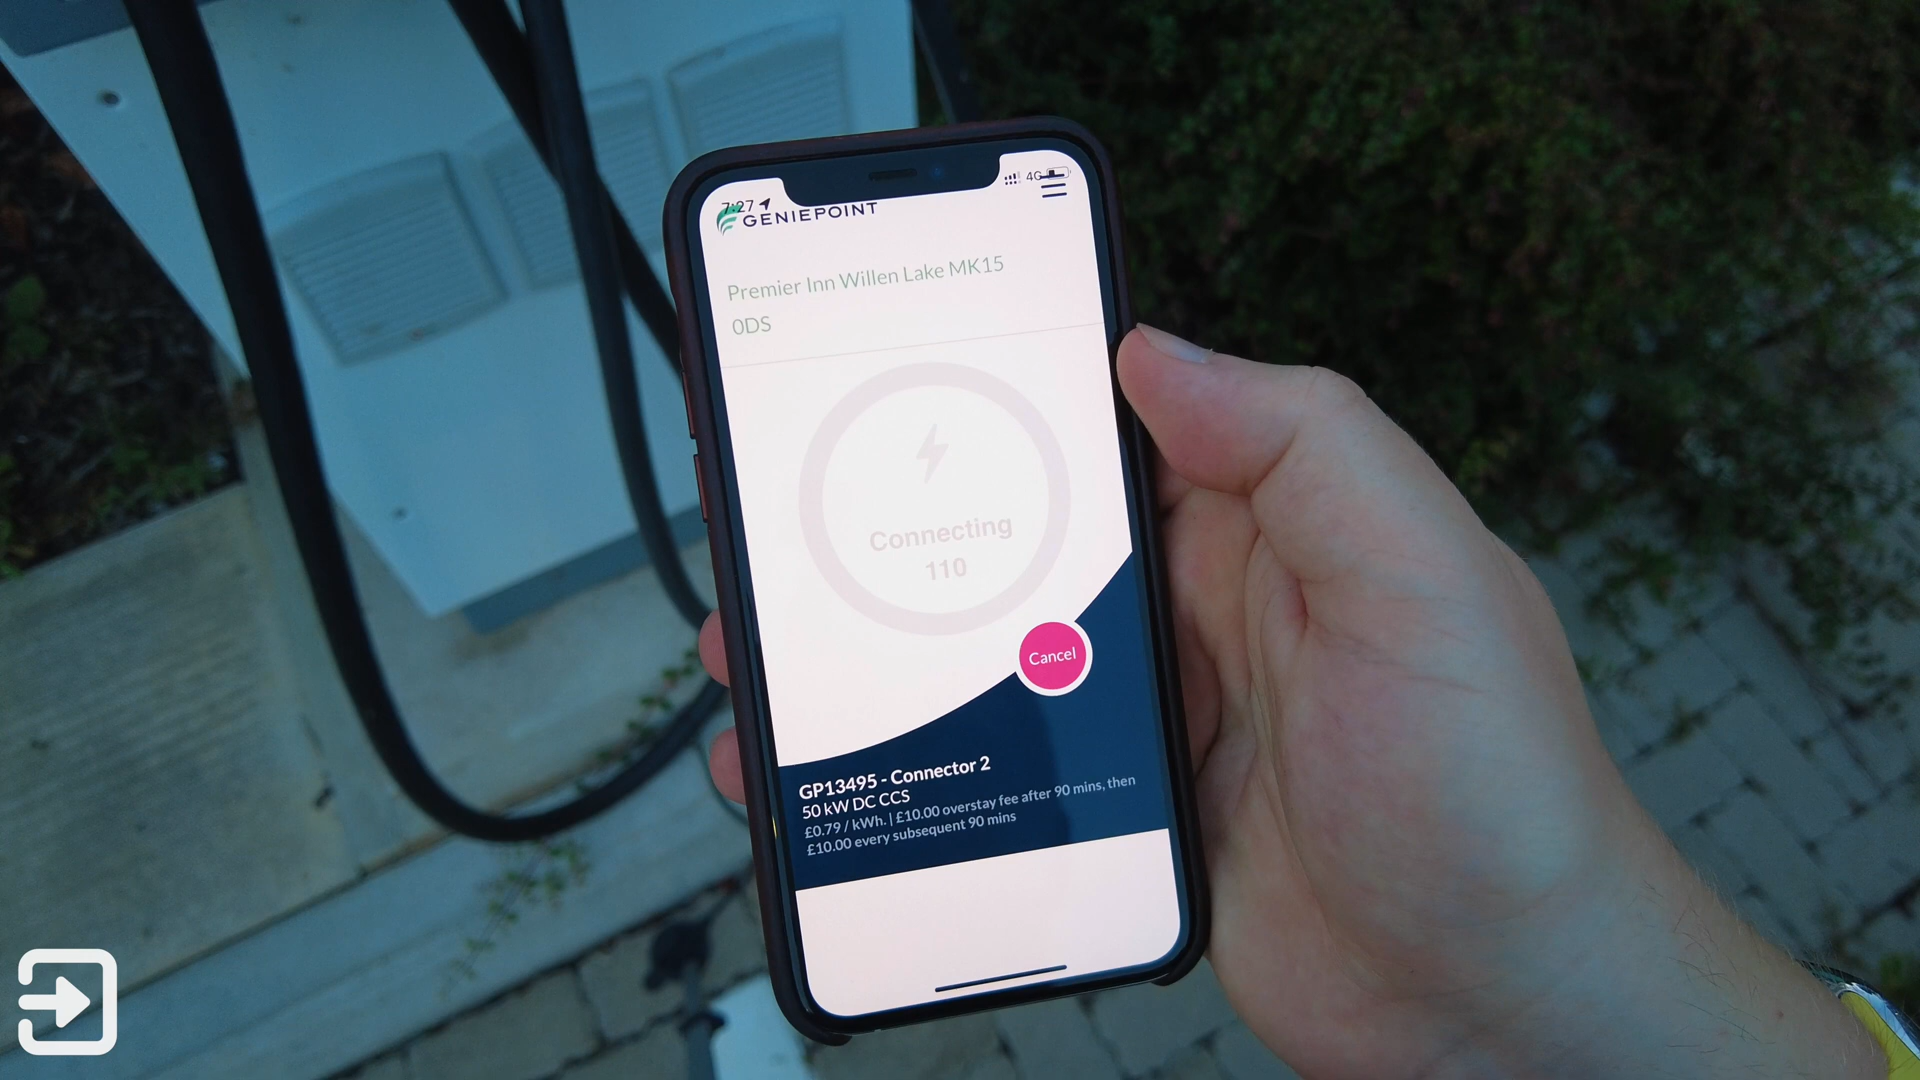 7:27
4G
GENIEPOINT
Premier Inn Willen Lake MK15
0DS
Connecting
110
Cancel
GP13495 - Connector 2
50 kW DC CCS
£0.79 / kWh. | £10.00 overstay fee after 90 mins, then
£10.00 every subsequent 90 mins